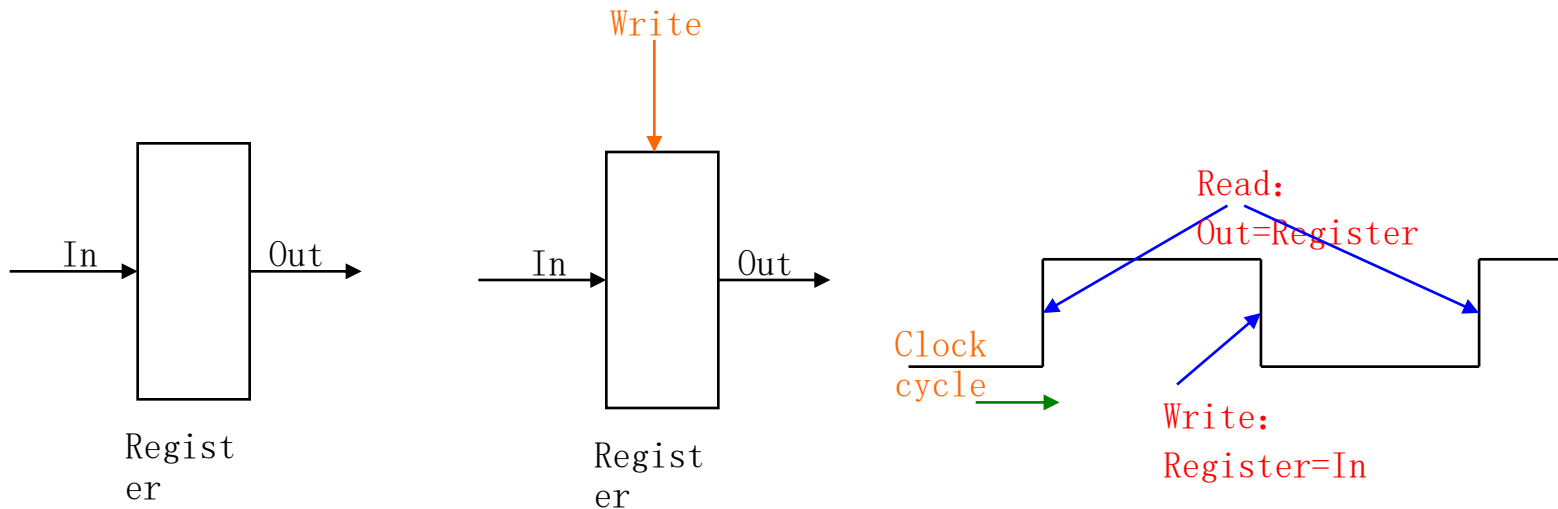 In
Out
Regist
er
Write
In
Out
Regist
er
Read：
Out=Register
Clock
cycle
Write：
Register=In